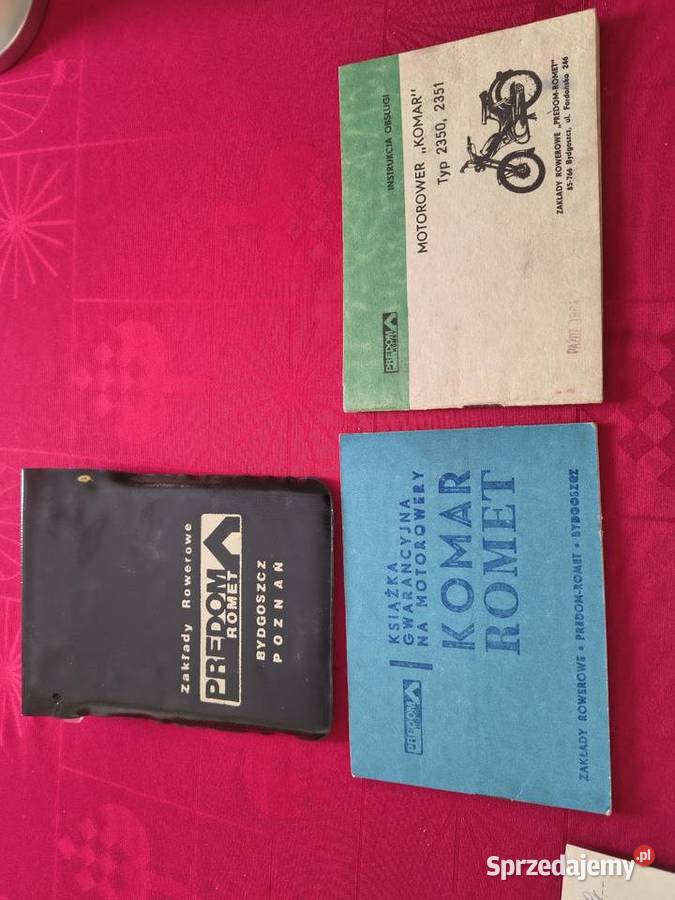 INSTRUKCJA OBSŁUGI
MOTOROWER „KOMAR"
Typ 2350, 2351
ZAKŁADY ROWEROWE „PREDOM-ROMET"
85-766 Bydgoszcz, ul. Fordońska 246
PREDOM
ROMET
KSIĄŻKA
GWARANCYJNA
NA MOTOROWERY
KOMAR
ROMET
PREDOM
ZAKŁADY ROWEROWE • PREDOM-ROMET • BYDGOSZCZ
Zakłady Rowerowe
PREDOM
ROMET
BYDGOSZCZ
POZNAŃ
Sprzedajemy.pl